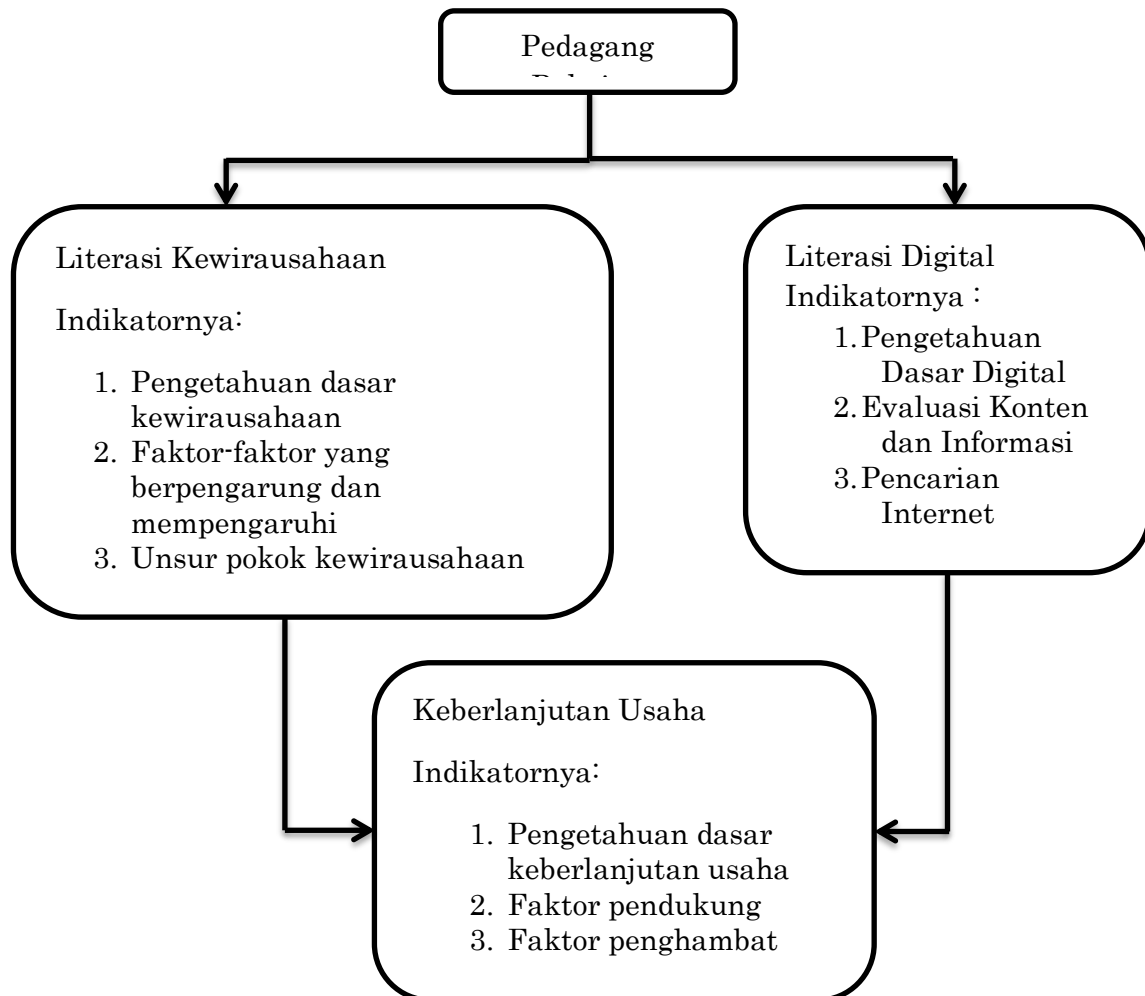 Pedagang
Literasi Kewirausahaan
Indikatornya:
1. Pengetahuan dasar
kewirausahaan
2. Faktor-faktor yang
berpengarung dan
mempengaruhi
3. Unsur pokok kewirausahaan
Literasi Digital
Indikatornya :
1. Pengetahuan
Dasar Digital
2. Evaluasi Konten
dan Informasi
3. Pencarian
Internet
Keberlanjutan Usaha
Indikatornya:
1. Pengetahuan dasar
keberlanjutan usaha
2. Faktor pendukung
3. Faktor penghambat